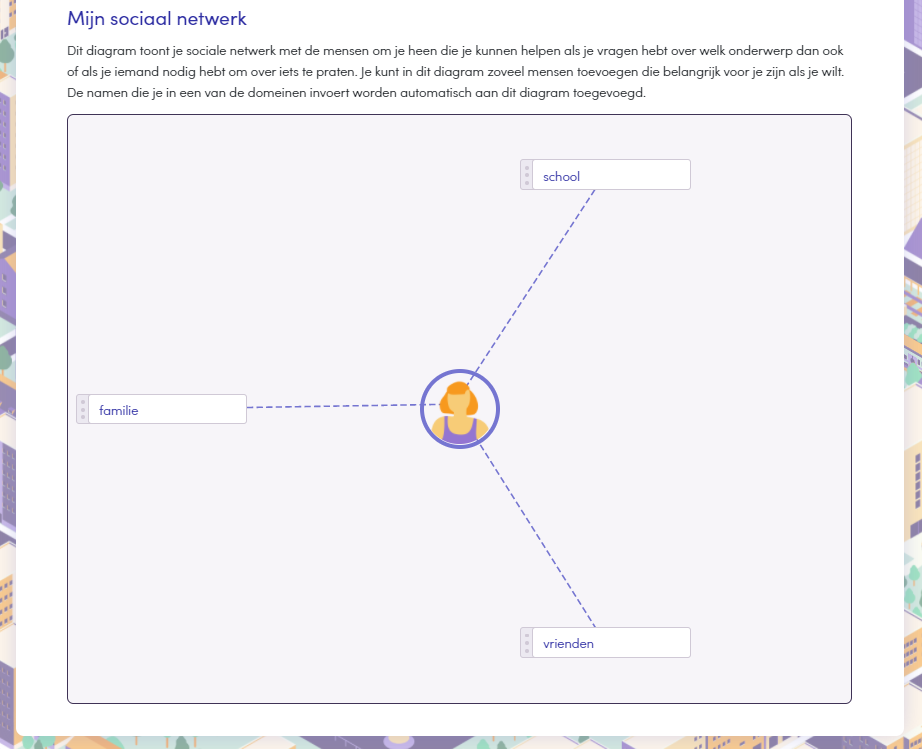 Mijn sociaal netwerk
Dit diagram toont je sociale netwerk met de mensen om je heen die je kunnen helpen als je vragen hebt over welk onderwerp dan ook
of als je iemand nodig hebt om over iets te praten. Je kunt in dit diagram zoveel mensen toevoegen die belangrijk voor je zijn als je wilt.
De namen die je in een van de domeinen invoert worden automatisch aan dit diagram toegevoegd.
school
familie
vrienden